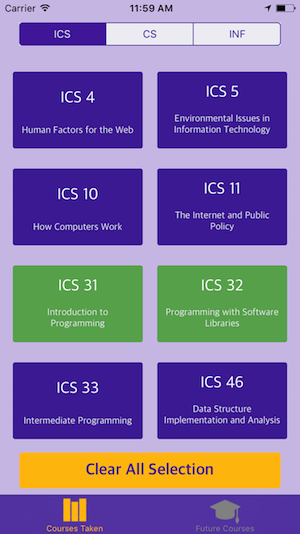 Carrier 11:59 AM
ICS CS INF
ICS 4
Human Factors for the Web
ICS 5
Environmental Issues in
Information Technology
ICS 10
How Computers Work
ICS 11
The Internet and Public
Policy
ICS 31
Introduction to
Programming
ICS 32
Programming with Software
Libraries
ICS 33
Intermediate Programming
ICS 46
Data Structure
Implementation and Analysis
Clear All Selection
Courses Taken Future Courses